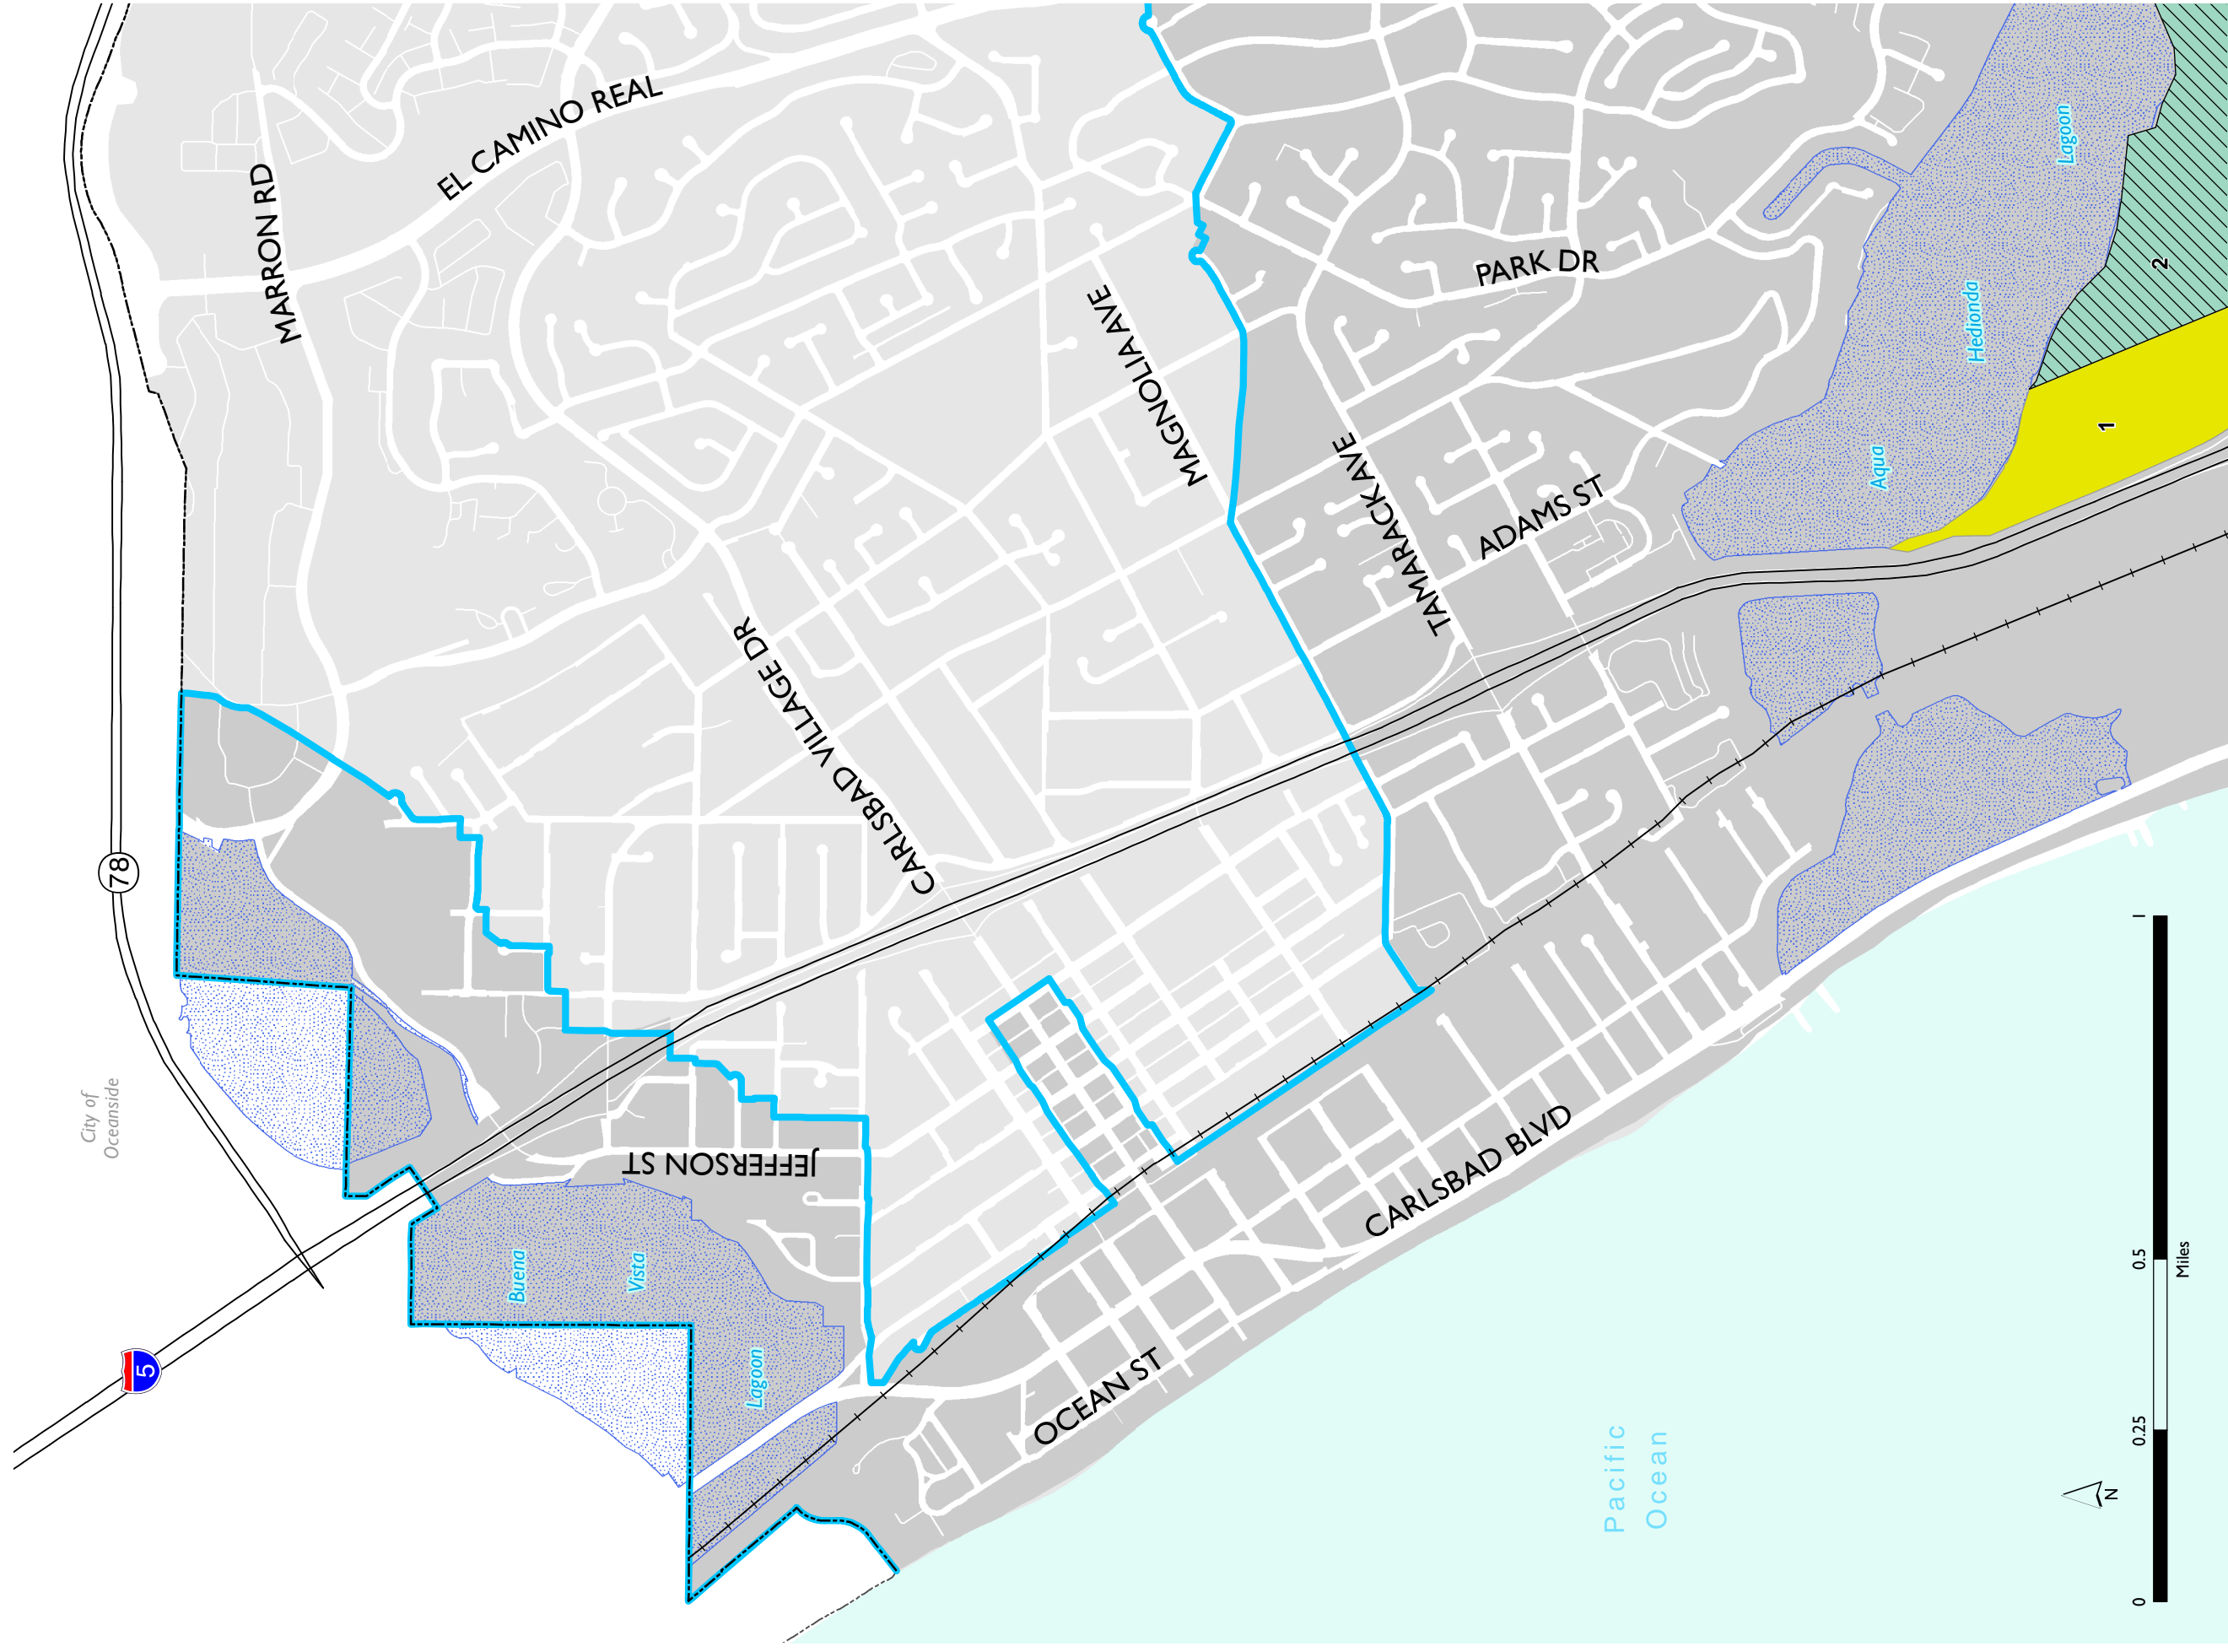 MARRON RD
EL CAMINO REAL
78
City of
Oceanside
5
MAGNOLIA AVE
PARK DR
TAMARACK AVE
ADAMS ST
CARLSBAD VILLAGE DR
JEFFERSON ST
Buena
Vista
Lagoon
OCEAN ST
CARLSBAD BLVD
Aqua
Hedionda
Lagoon
1
2
Pacific
Ocean
N
0
0.25
0.5
1
Miles